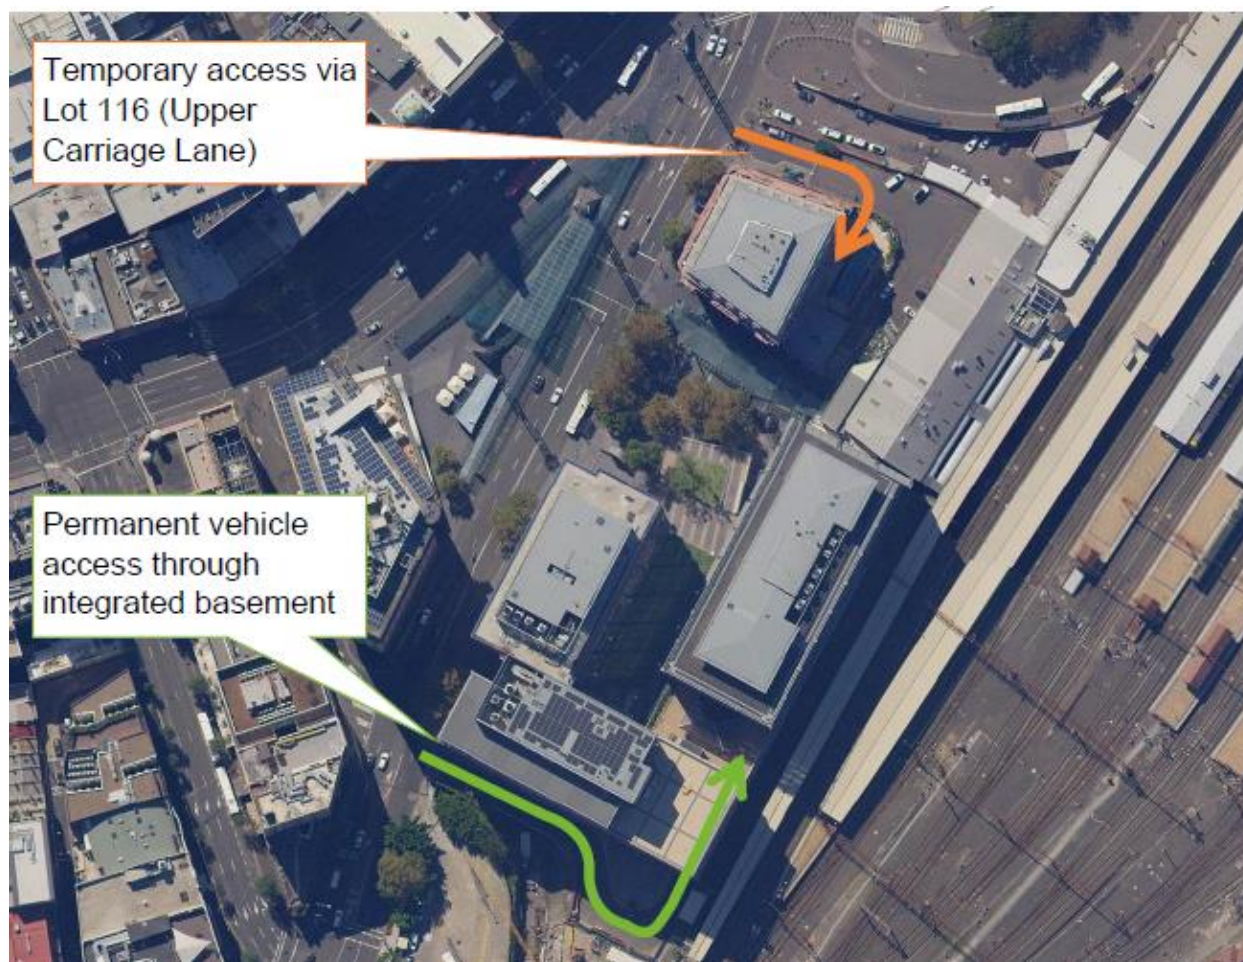 Temporary access via
Lot 116 (Upper
Carriage Lane)
Permanent vehicle
access through
integrated basement